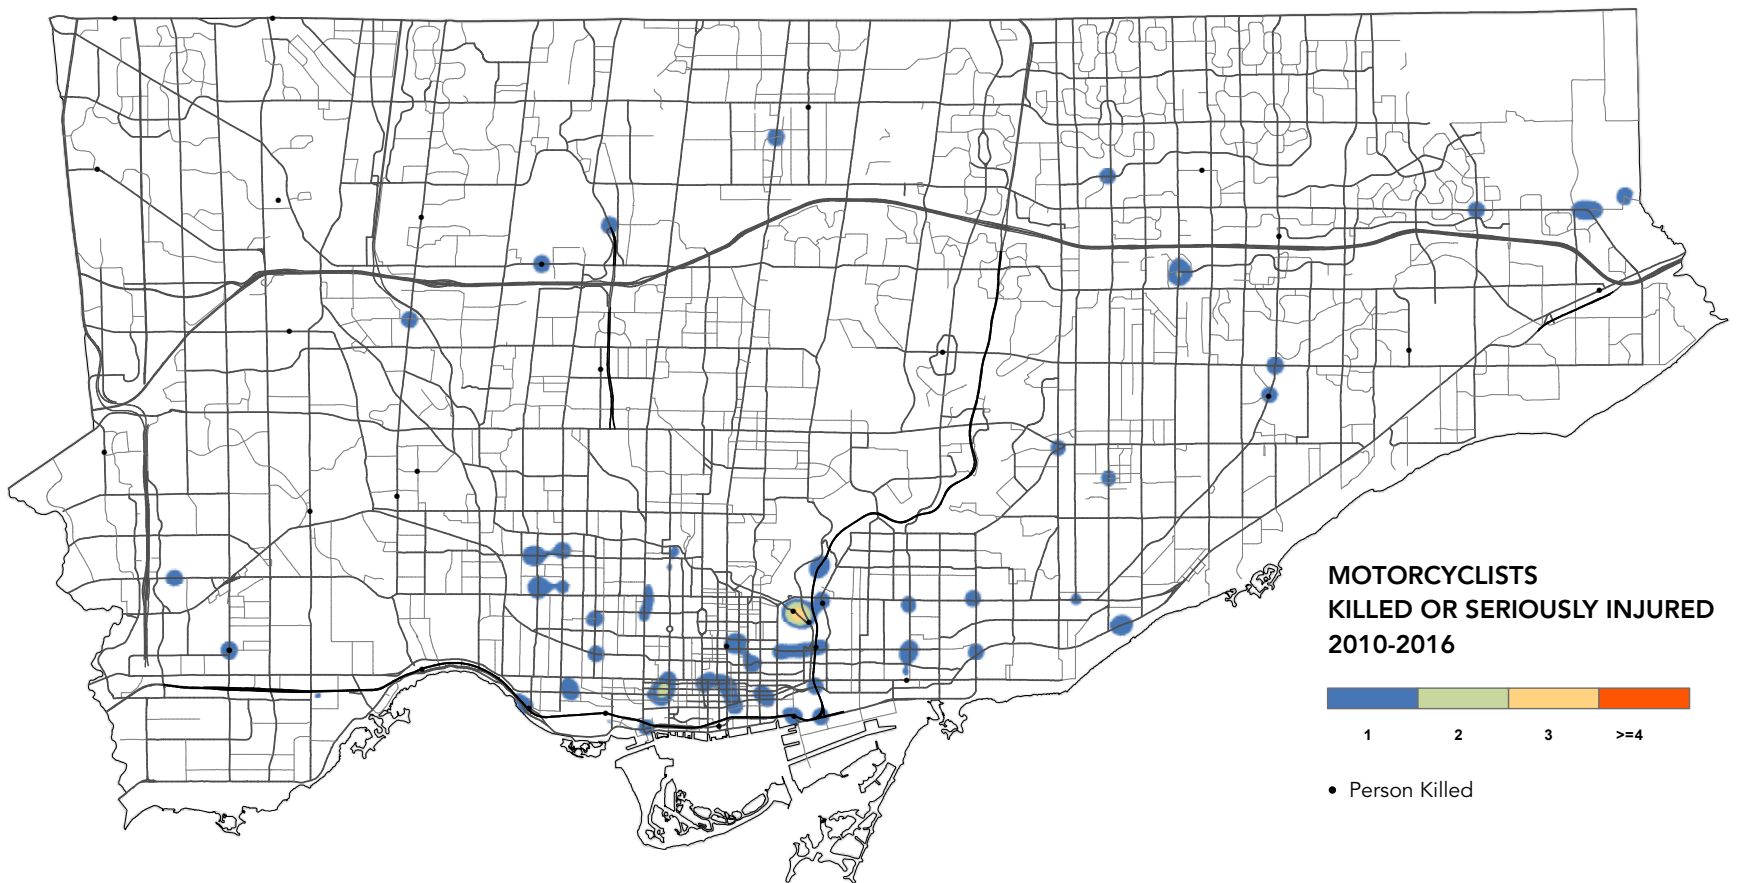 MOTORCYCLISTS
KILLED OR SERIOUSLY INJURED
2010-2016
1 2 3 >=4
Person Killed